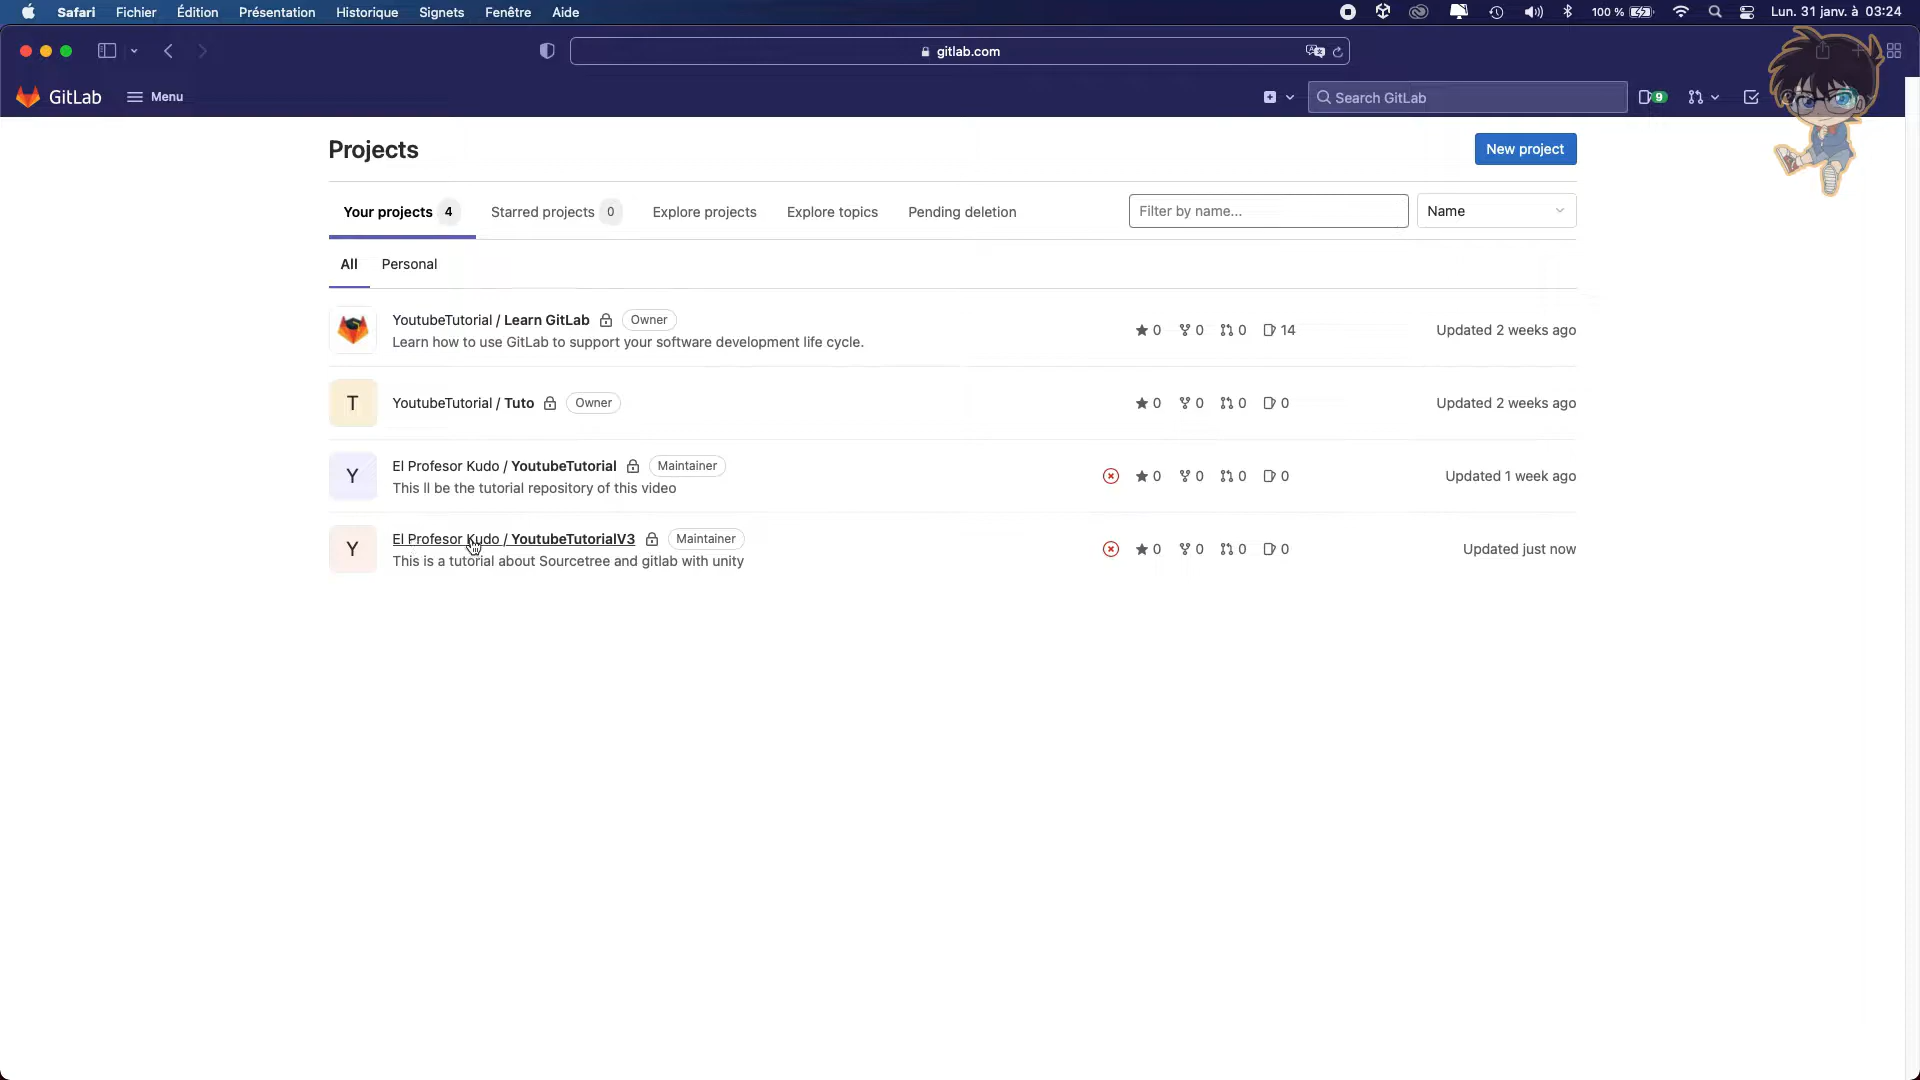 Safari Fichier Édition Présentation Historique Signets Fenêtre Aide 100 % Lun. 31 janv. à 03:24
gitlab.com
GitLab Menu Search GitLab 9
Projects New project
Your projects 4 Starred projects 0 Explore projects Explore topics Pending deletion Filter by name... Name
All Personal
YoutubeTutorial / Learn GitLab Owner
Learn how to use GitLab to support your software development life cycle.
0 0 0 14 Updated 2 weeks ago
T YoutubeTutorial / Tuto Owner 0 0 0 0 Updated 2 weeks ago
El Profesor Kudo / YoutubeTutorial Maintainer
Y 0 0 0 0 Updated 1 week ago
This ll be the tutorial repository of this video
El Profesor Kudo / YoutubeTutorialV3 Maintainer
Y 0 0 0 0 Updated just now
This is a tutorial about Sourcetree and gitlab with unity